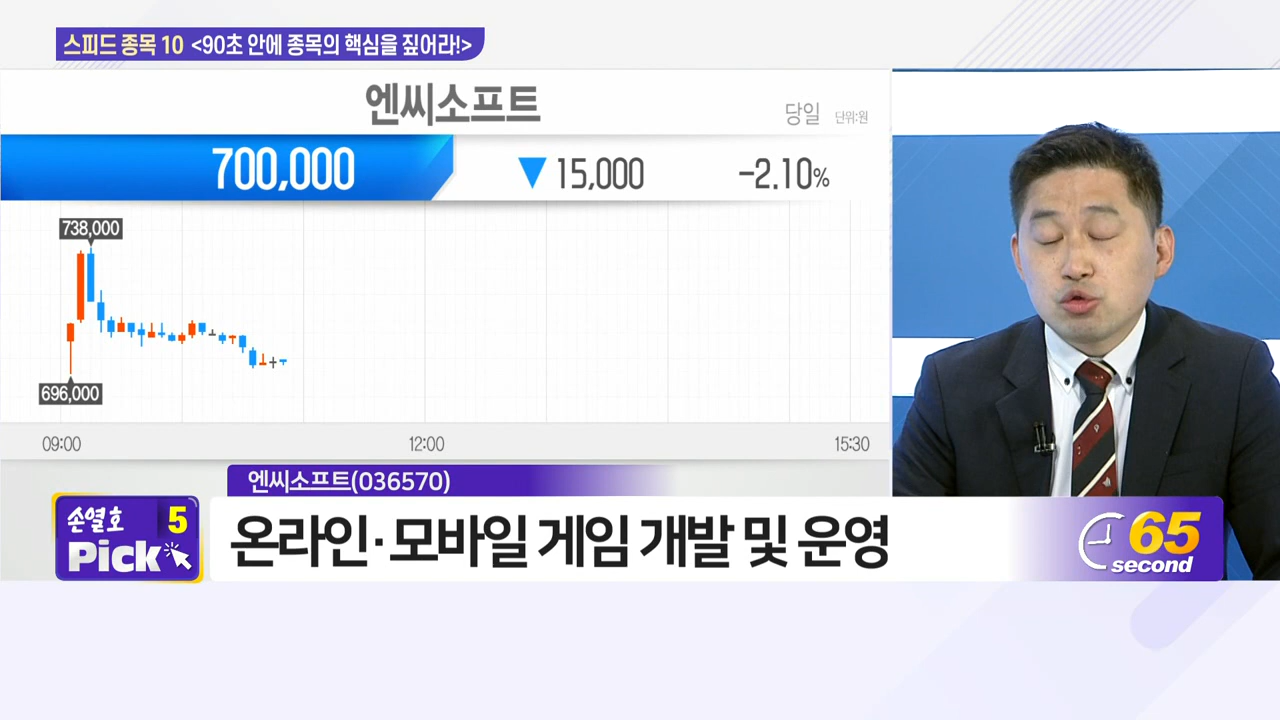 스피드 종목 10 <90초 안에 종목의 핵심을 짚어라!>
엔씨소프트
당일 단위:원
700,000 ▼ 15,000 -2.10%
738,000
696,000
09:00 12:00 15:30
엔씨소프트(036570)
손열호 5
Pick
온라인·모바일 게임 개발 및 운영
65
second